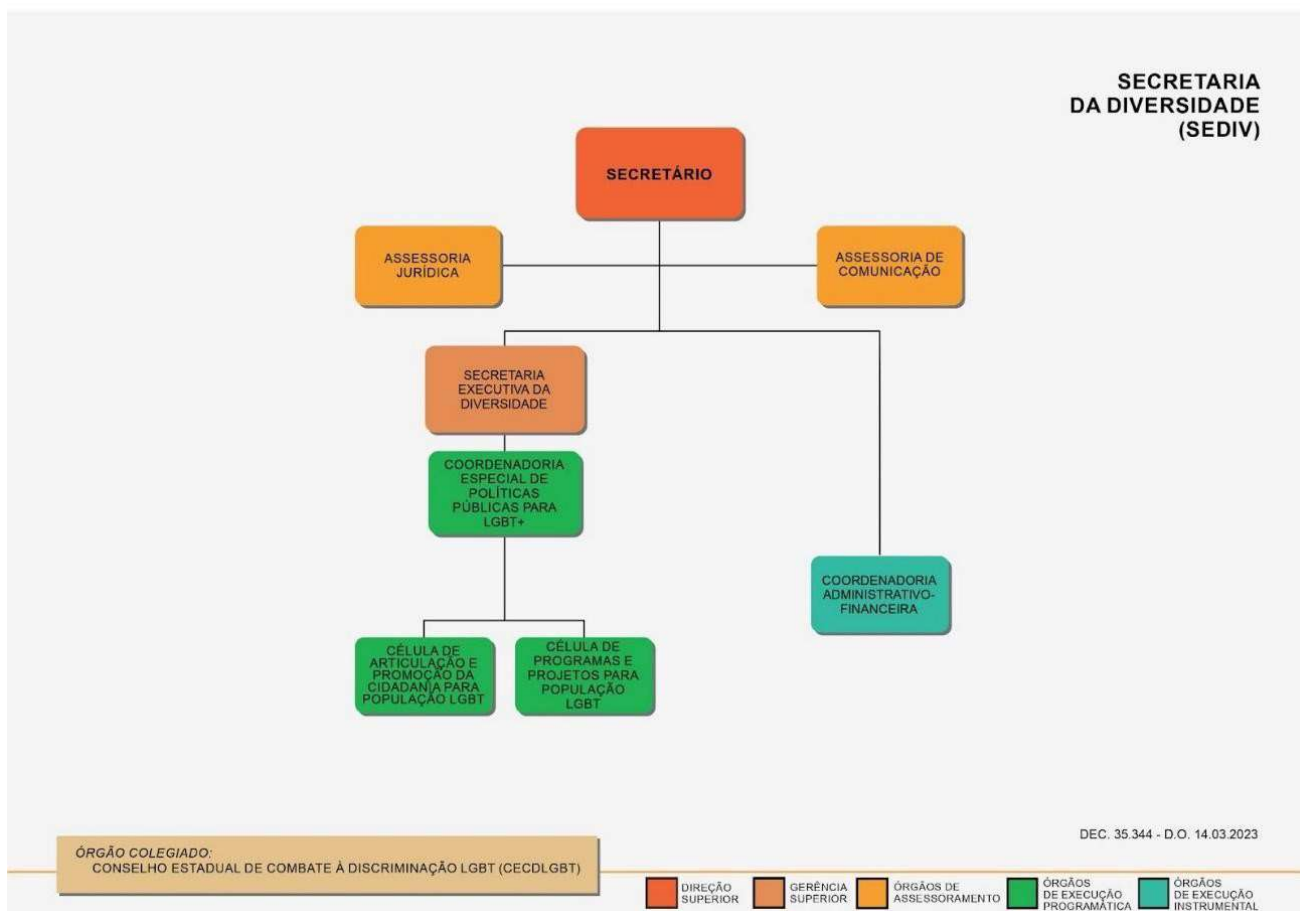 SECRETARIA
DA DIVERSIDADE
(SEDIV)
SECRETÁRIO
ASSESSORIA
JURÍDICA
ASSESSORIA DE
COMUNICAÇÃO
SECRETARIA
EXECUTIVA DA
DIVERSIDADE
COORDENADORIA
ESPECIAL DE
POLÍTICAS
PÚBLICAS PARA
LGBT+
COORDENADORIA
ADMINISTRATIVO-
FINANCEIRA
CÉLULA DE
ARTICULAÇÃO E
PROMOÇÃO DA
CIDADANIA PARA
POPULAÇÃO LGBT
CÉLULA DE
PROGRAMAS E
PROJETOS PARA
POPULAÇÃO
LGBT
DEC. 35.344 - D.O. 14.03.2023
ÓRGÃO COLEGIADO:
CONSELHO ESTADUAL DE COMBATE À DISCRIMINAÇÃO LGBT (CECDLGBT)
DIREÇÃO
SUPERIOR
GERÊNCIA
SUPERIOR
ÓRGÃOS DE
ASSESSORAMENTO
ÓRGÃOS
DE EXECUÇÃO
PROGRAMÁTICA
ÓRGÃOS
DE EXECUÇÃO
INSTRUMENTAL